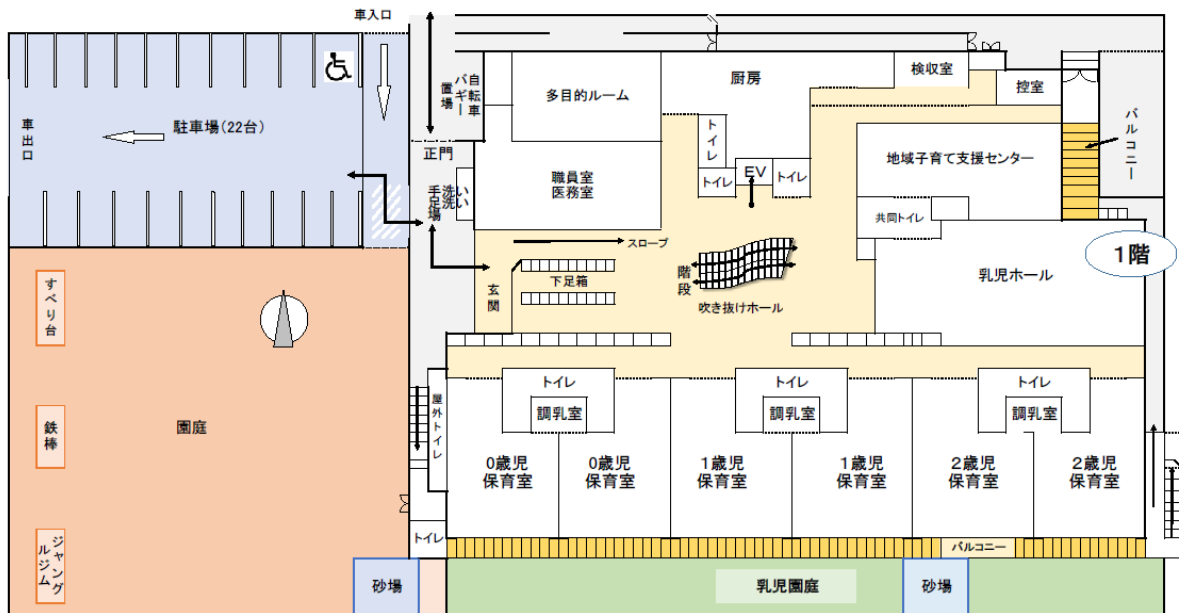 車入口
自転車
バギー
置場
多目的ルーム
厨房
検収室
控室
バルコニー
車出口
駐車場(22台)
正門
手洗い
足洗い
場
職員室
医務室
トイレ
トイレ
EV
トイレ
地域子育て支援センター
共同トイレ
1階
スロープ
玄関
下足箱
階段
吹き抜けホール
乳児ホール
すべり台
鉄棒
ジャングルジム
園庭
屋外トイレ
トイレ
調乳室
トイレ
調乳室
トイレ
調乳室
0歳児
保育室
0歳児
保育室
1歳児
保育室
1歳児
保育室
2歳児
保育室
2歳児
保育室
トイレ
バルコニー
砂場
乳児園庭
砂場